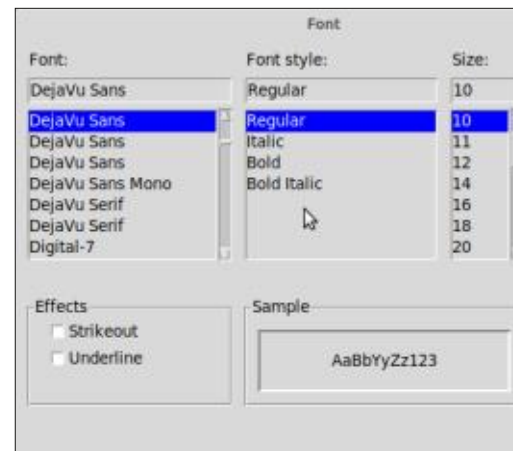 Font
Font:
Font style:
Size:
DejaVu Sans
Regular
10
DejaVu Sans
DejaVu Sans
DejaVu Sans
DejaVu Sans Mono
DejaVu Serif
DejaVu Serif
Digital-7
Regular
Italic
Bold
Bold Italic
10
11
12
14
16
18
20
Effects
Strikeout
Underline
Sample
AaBbYyZz123